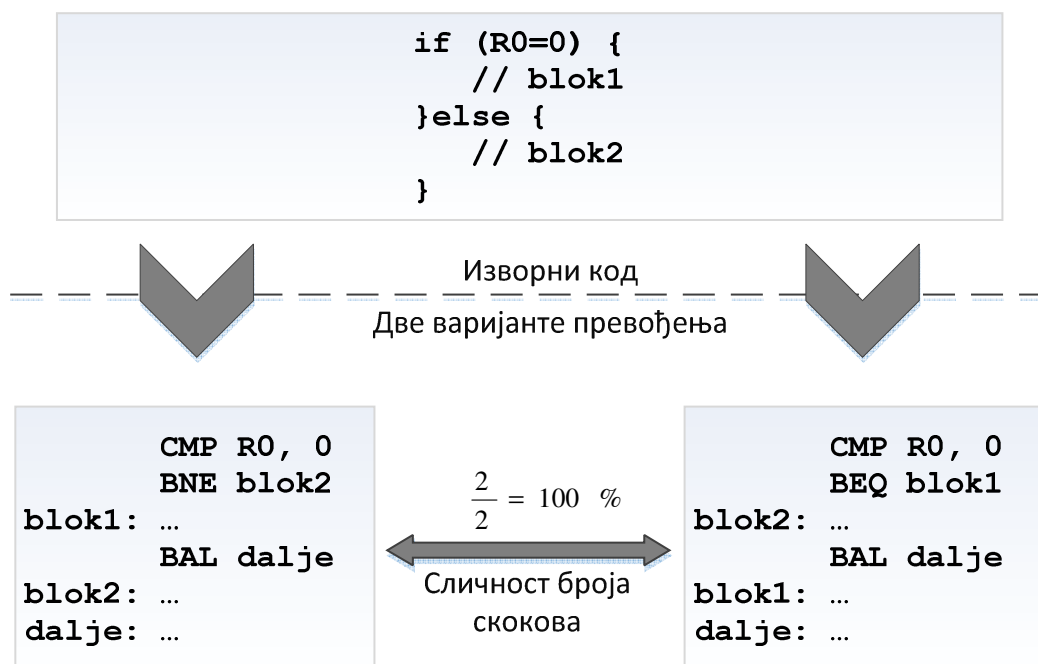 if (R0=0) {
// blok1
}else {
// blok2
}
Изворни код
Две варијанте превођења
CMP R0, 0
BNE blok2
blok1: …
BAL dalje
blok2: …
dalje: …
2
2 = 100 %
Сличност броја
скокова
CMP R0, 0
BEQ blok1
blok2: …
BAL dalje
blok1: …
dalje: …